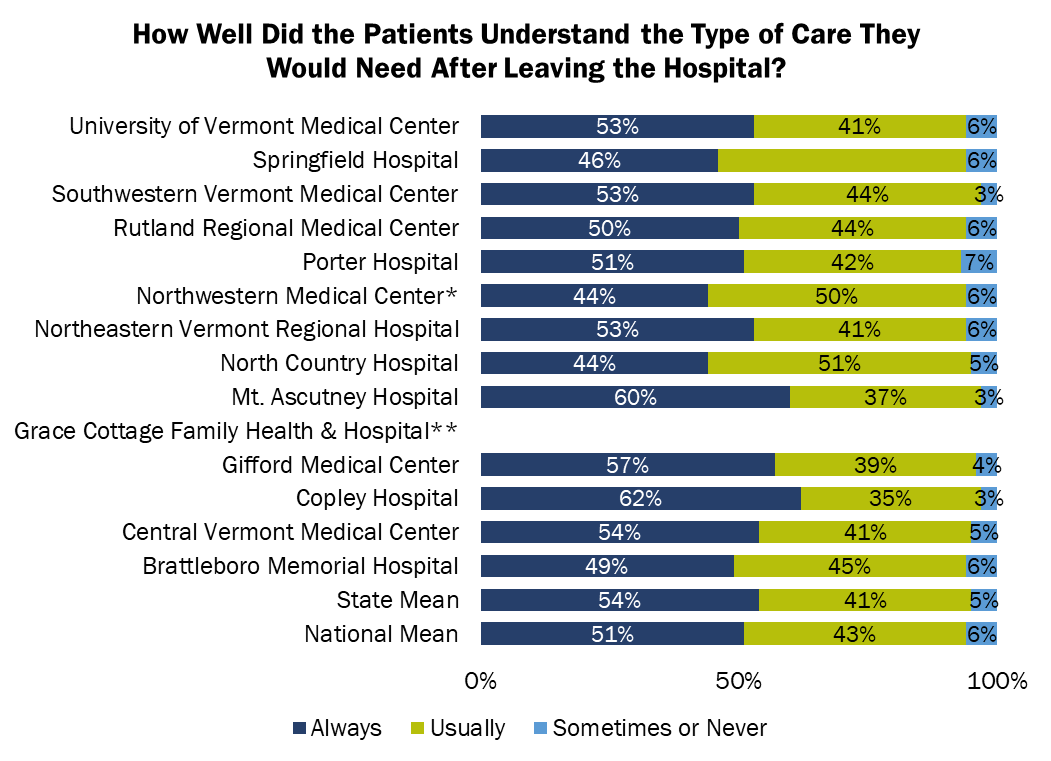 How Well Did the Patients Understand the Type of Care They
Would Need After Leaving the Hospital?
University of Vermont Medical Center 53% 41% 6%
Springfield Hospital 46% 6%
Southwestern Vermont Medical Center 53% 44% 3%
Rutland Regional Medical Center 50% 44% 6%
Porter Hospital 51% 42% 7%
Northwestern Medical Center* 44% 50% 6%
Northeastern Vermont Regional Hospital 53% 41% 6%
North Country Hospital 44% 51% 5%
Mt. Ascutney Hospital 60% 37% 3%
Grace Cottage Family Health & Hospital**
Gifford Medical Center 57% 39% 4%
Copley Hospital 62% 35% 3%
Central Vermont Medical Center 54% 41% 5%
Brattleboro Memorial Hospital 49% 45% 6%
State Mean 54% 41% 5%
National Mean 51% 43% 6%
0% 50% 100%
Always Usually Sometimes or Never